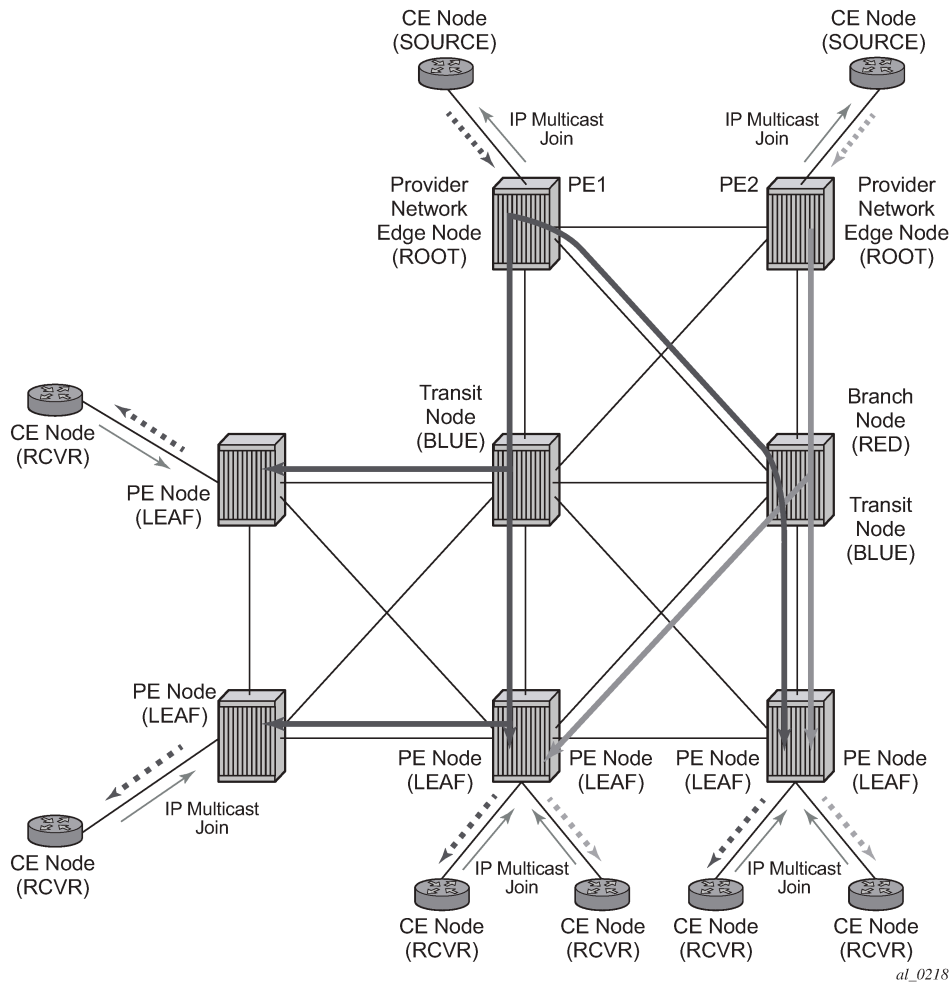 CE Node
(SOURCE)
CE Node
(SOURCE)
IP Multicast
Join
IP Multicast
Join
Provider
Network
Edge Node
(ROOT)
PE1
PE2
Provider
Network
Edge Node
(ROOT)
Transit
Node
(BLUE)
Branch
Node
(RED)
CE Node
(RCVR)
PE Node
(LEAF)
Transit
Node
(BLUE)
PE Node
(LEAF)
PE Node
(LEAF)
PE Node
(LEAF)
PE Node
(LEAF)
PE Node
(LEAF)
IP Multicast
Join
CE Node
(RCVR)
IP Multicast
Join
IP Multicast
Join
CE Node
(RCVR)
CE Node
(RCVR)
CE Node
(RCVR)
CE Node
(RCVR)
al_0218